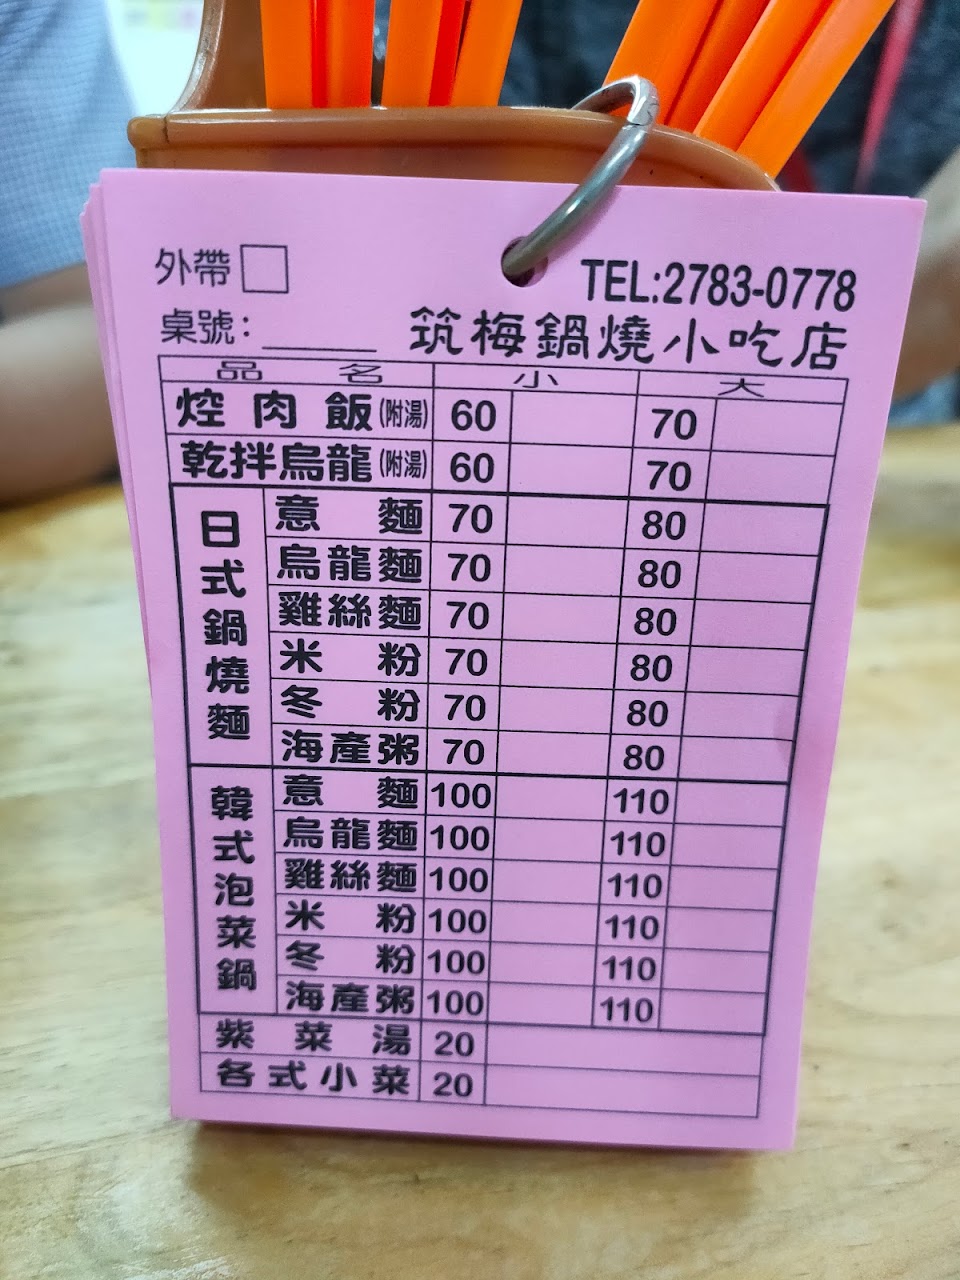 外帶□
TEL:2783-0778
桌號:______ 筑梅鍋燒小吃店
品名 小 大
焢肉飯(附湯) 60 70
乾拌烏龍(附湯) 60 70
日式鍋燒麵
意麵 70 80
烏龍麵 70 80
雞絲麵 70 80
米粉 70 80
冬粉 70 80
海產粥 70 80
韓式泡菜鍋
意麵 100 110
烏龍麵 100 110
雞絲麵 100 110
米粉 100 110
冬粉 100 110
海產粥 100 110
紫菜湯 20
各式小菜 20